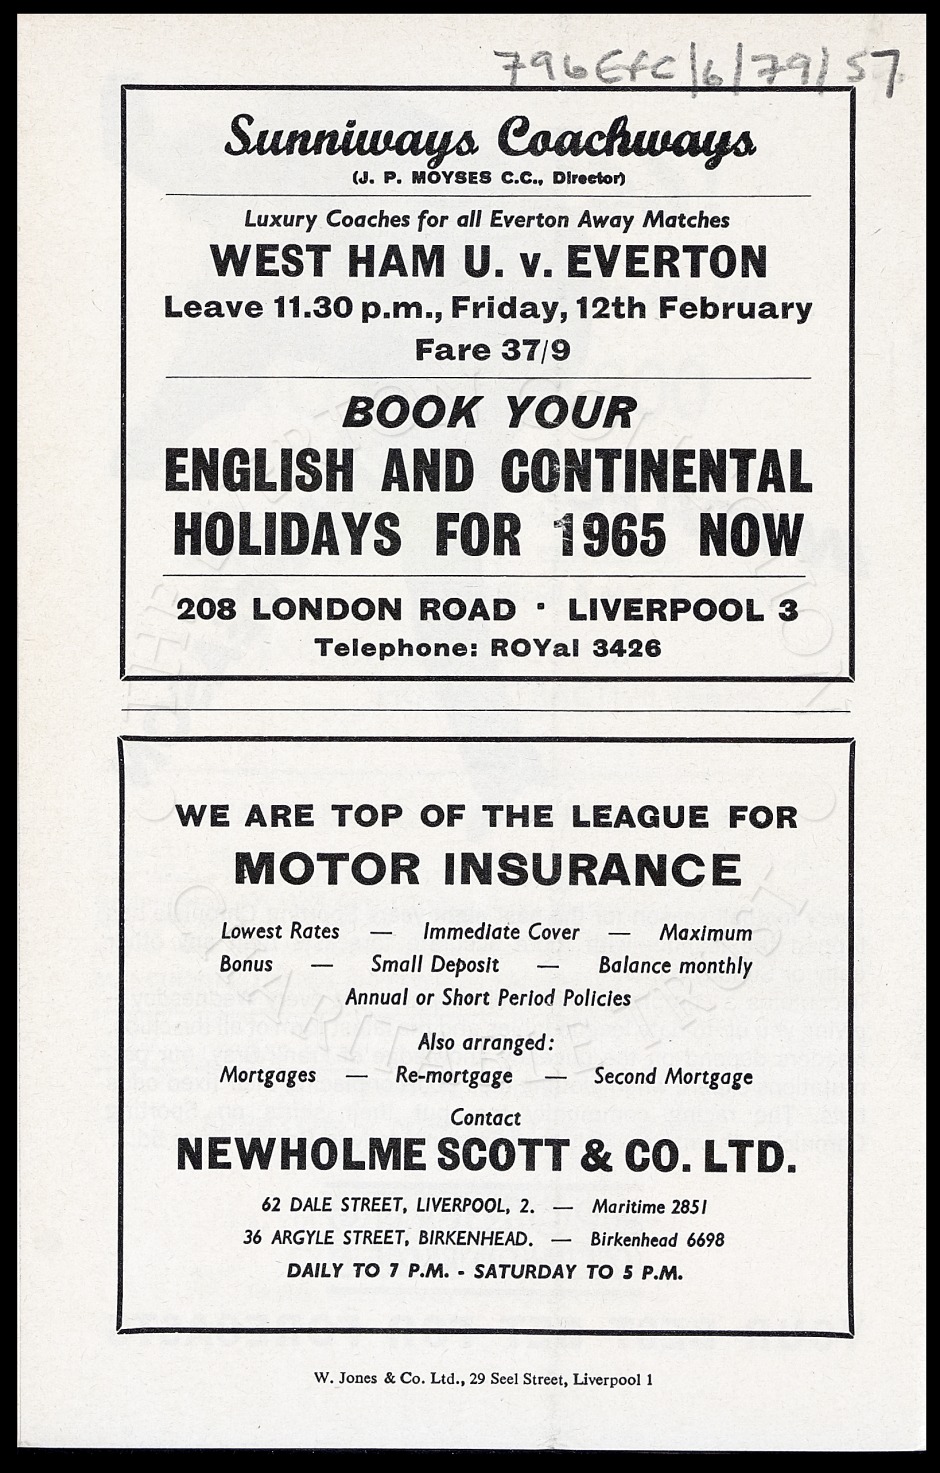 796EFC/6/79/57
Sunniways Coachways
(J. P. MOYSES C.C., Director)
Luxury Coaches for all Everton Away Matches
WEST HAM U. v. EVERTON
Leave 11.30 p.m., Friday, 12th February
Fare 37/9
BOOK YOUR
ENGLISH AND CONTINENTAL
HOLIDAYS FOR 1965 NOW
208 LONDON ROAD · LIVERPOOL 3
Telephone: ROYal 3426
WE ARE TOP OF THE LEAGUE FOR
MOTOR INSURANCE
Lowest Rates — Immediate Cover — Maximum
Bonus — Small Deposit — Balance monthly
Annual or Short Period Policies
Also arranged:
Mortgages — Re-mortgage — Second Mortgage
Contact
NEWHOLME SCOTT & CO. LTD.
62 DALE STREET, LIVERPOOL, 2. — Maritime 2851
36 ARGYLE STREET, BIRKENHEAD. — Birkenhead 6698
DAILY TO 7 P.M. - SATURDAY TO 5 P.M.
W. Jones & Co. Ltd., 29 Seel Street, Liverpool 1
THE EVERTON COLLECTION
CHARITABLE TRUST